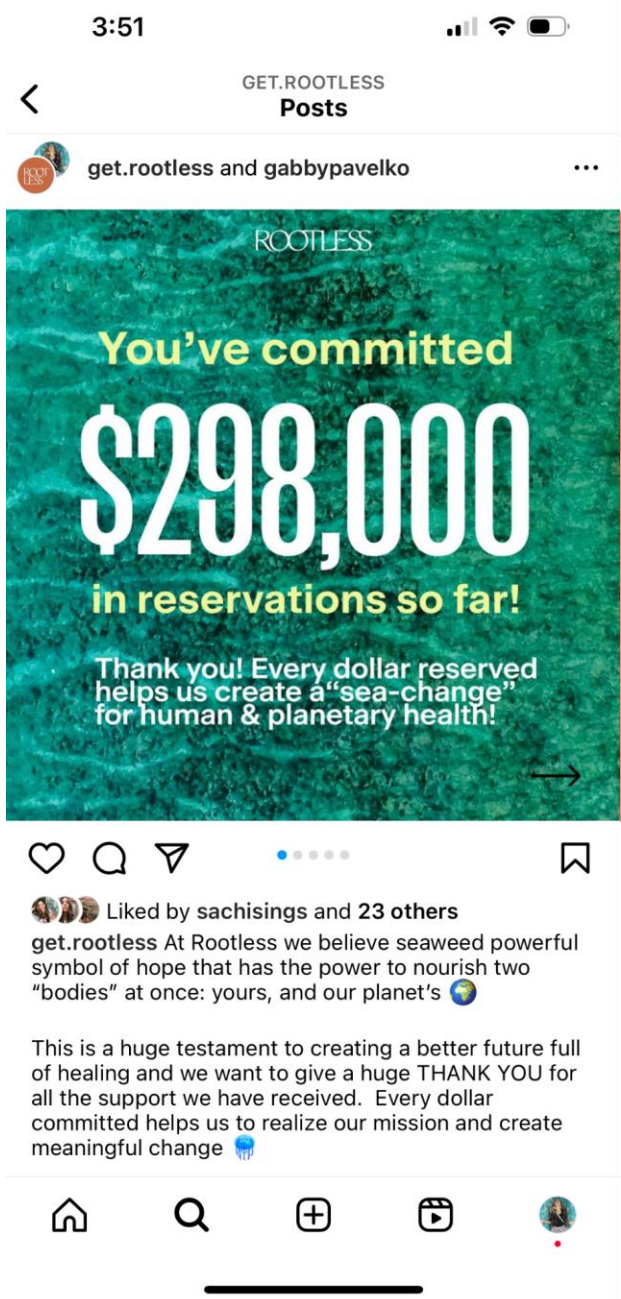 3:51
GET.ROOTLESS
Posts
ROOT
LESS
get.rootless and gabbypavelko
ROOTLESS
You’ve committed
$298,000
in reservations so far!
Thank you! Every dollar reserved
helps us create a“sea-change”
for human & planetary health!
Liked by sachisings and 23 others
get.rootless At Rootless we believe seaweed powerful
symbol of hope that has the power to nourish two
“bodies” at once: yours, and our planet’s 🌍
This is a huge testament to creating a better future full
of healing and we want to give a huge THANK YOU for
all the support we have received.  Every dollar
committed helps us to realize our mission and create
meaningful change 🪼